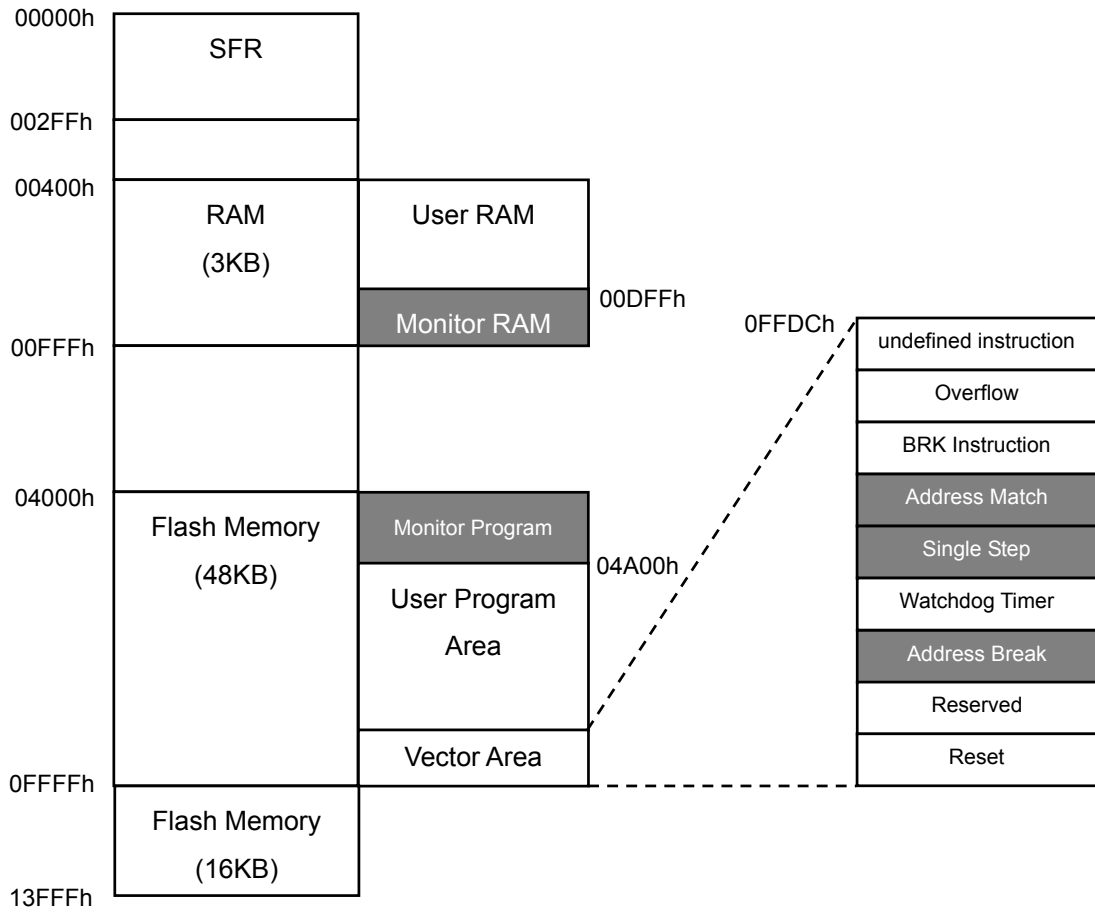 00000h
SFR
002FFh
00400h
RAM
(3KB)
User RAM
00DFFh
Monitor RAM
00FFFh
04000h
Flash Memory
(48KB)
Monitor Program
04A00h
User Program
Area
Vector Area
0FFFFh
Flash Memory
(16KB)
13FFFh
0FFDCh
undefined instruction
Overflow
BRK Instruction
Address Match
Single Step
Watchdog Timer
Address Break
Reserved
Reset